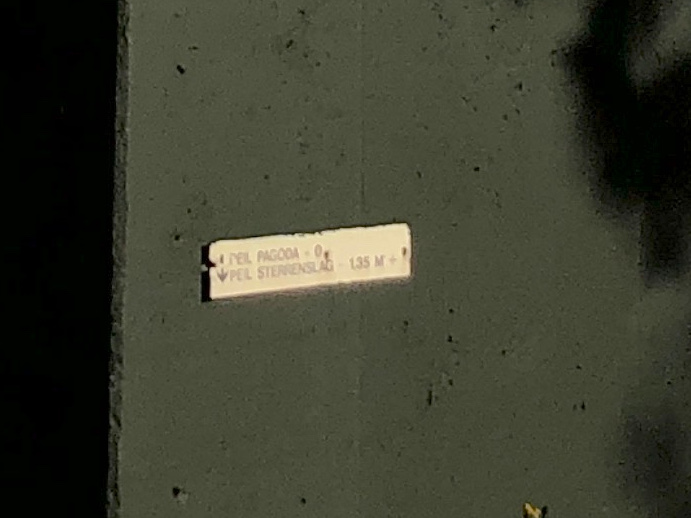 PEIL PAGODA = 0
↓ PEIL STERRENSLAG = 1,35 M +